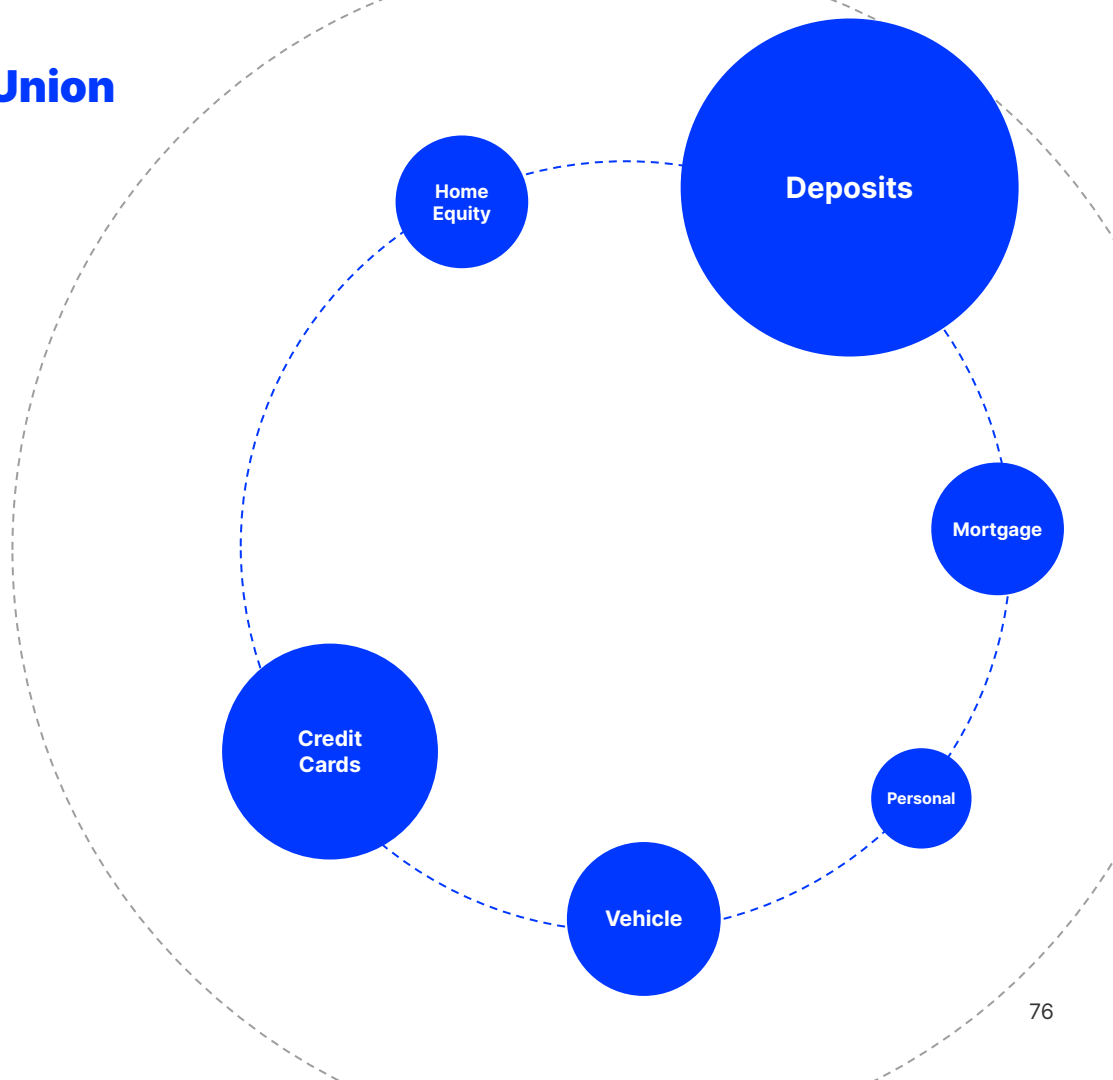 Union
Home
Equity
Deposits
Mortgage
Credit
Cards
Personal
Vehicle
76